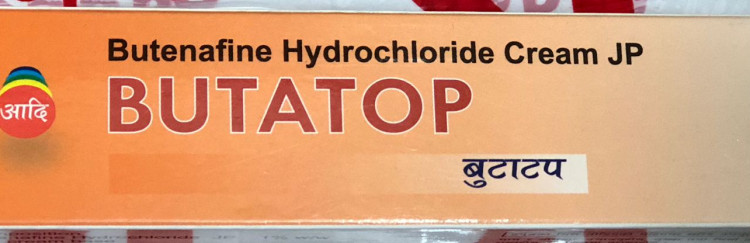 Butenafine Hydrochloride Cream JP
आदि
BUTATOP
बुटाटप